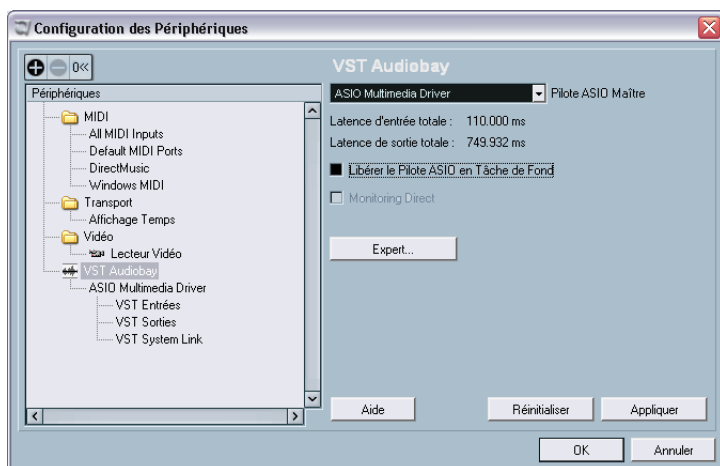 Configuration des Périphériques
0<<
Périphériques
MIDI
All MIDI Inputs
Default MIDI Ports
DirectMusic
Windows MIDI
Transport
Affichage Temps
Vidéo
Lecteur Vidéo
VST Audiobay
ASIO Multimedia Driver
VST Entrées
VST Sorties
VST System Link
VST Audiobay
ASIO Multimedia Driver Pilote ASIO Maître
Latence d'entrée totale : 110.000 ms
Latence de sortie totale : 749.932 ms
Libérer le Pilote ASIO en Tâche de Fond
Monitoring Direct
Expert...
Aide Réinitialiser Appliquer
OK Annuler